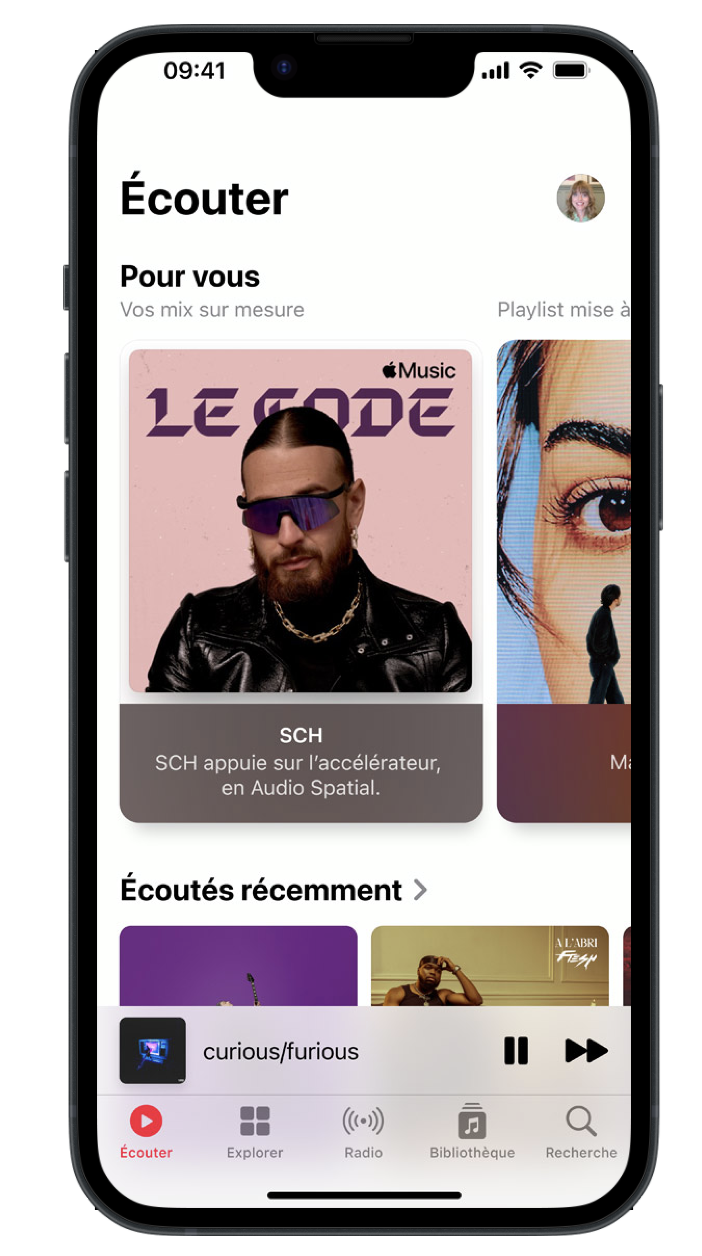 09:41
Écouter
Pour vous
Vos mix sur mesure
Playlist mise à
Music
LE CODE
SCH
SCH appuie sur l'accélérateur,
en Audio Spatial.
Écoutés récemment
A L'ABRI
FLESH
curious/furious
Écouter
Explorer
Radio
Bibliothèque
Recherche